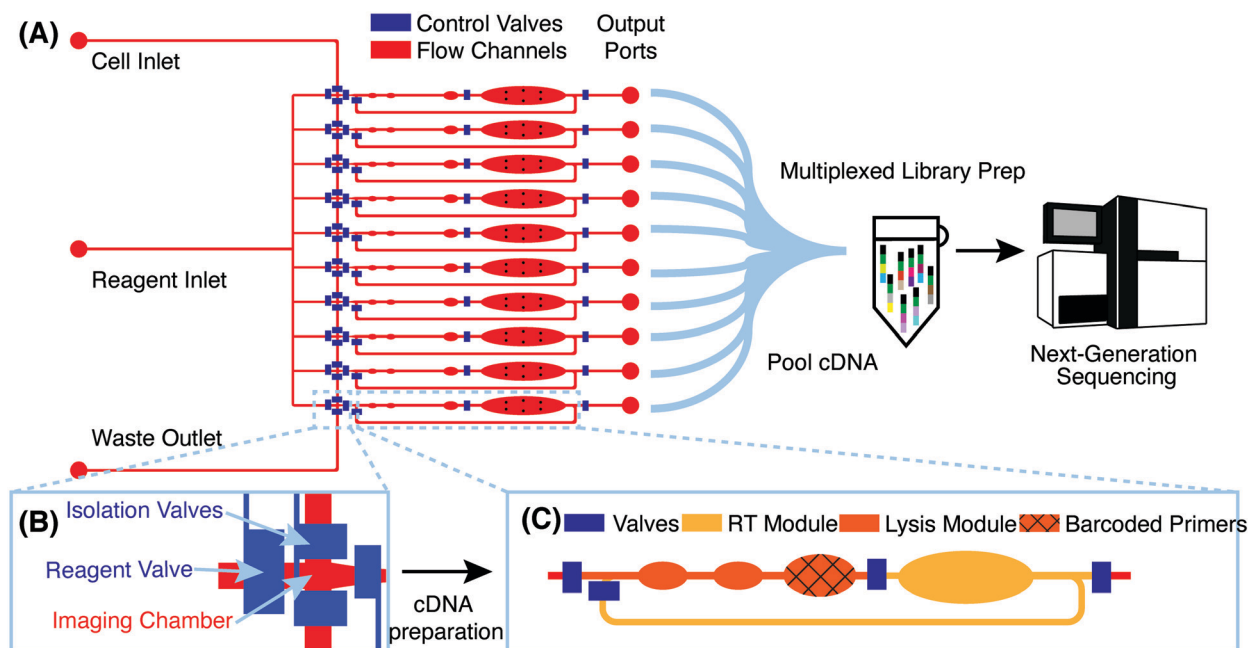 (A)
Cell Inlet
Control Valves
Flow Channels
Output
Ports
Reagent Inlet
Waste Outlet
Multiplexed Library Prep
Pool cDNA
Next-Generation
Sequencing
(B)
Isolation Valves
Reagent Valve
Imaging Chamber
cDNA
preparation
(C)
Valves
RT Module
Lysis Module
Barcoded Primers